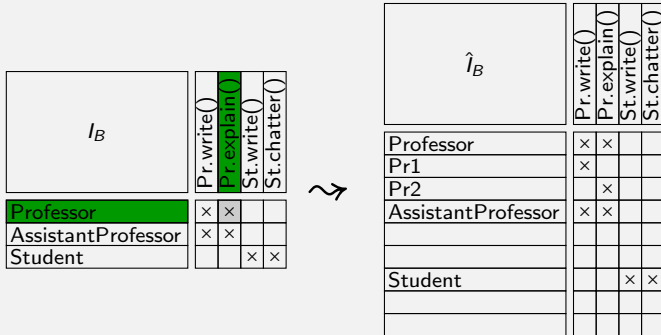 I_B
Pr.write()
Pr.explain()
St.write()
St.chatter()
Professor × ×
AssistantProfessor × ×
Student × ×
⇝
Î_B
Pr.write()
Pr.explain()
St.write()
St.chatter()
Professor × ×
Pr1 ×
Pr2 ×
AssistantProfessor × ×
Student × ×